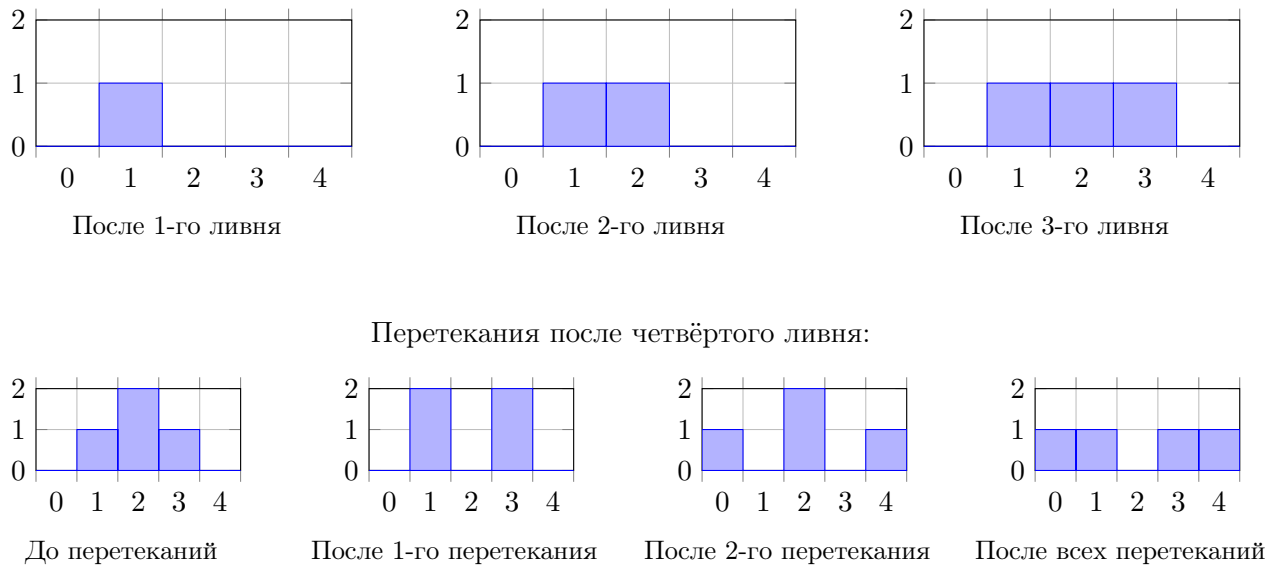 2
1
0
0 1 2 3 4
После 1-го ливня
2
1
0
0 1 2 3 4
После 2-го ливня
2
1
0
0 1 2 3 4
После 3-го ливня
Перетекания после четвёртого ливня:
2
1
0
0 1 2 3 4
До перетеканий
2
1
0
0 1 2 3 4
После 1-го перетекания
2
1
0
0 1 2 3 4
После 2-го перетекания
2
1
0
0 1 2 3 4
После всех перетеканий